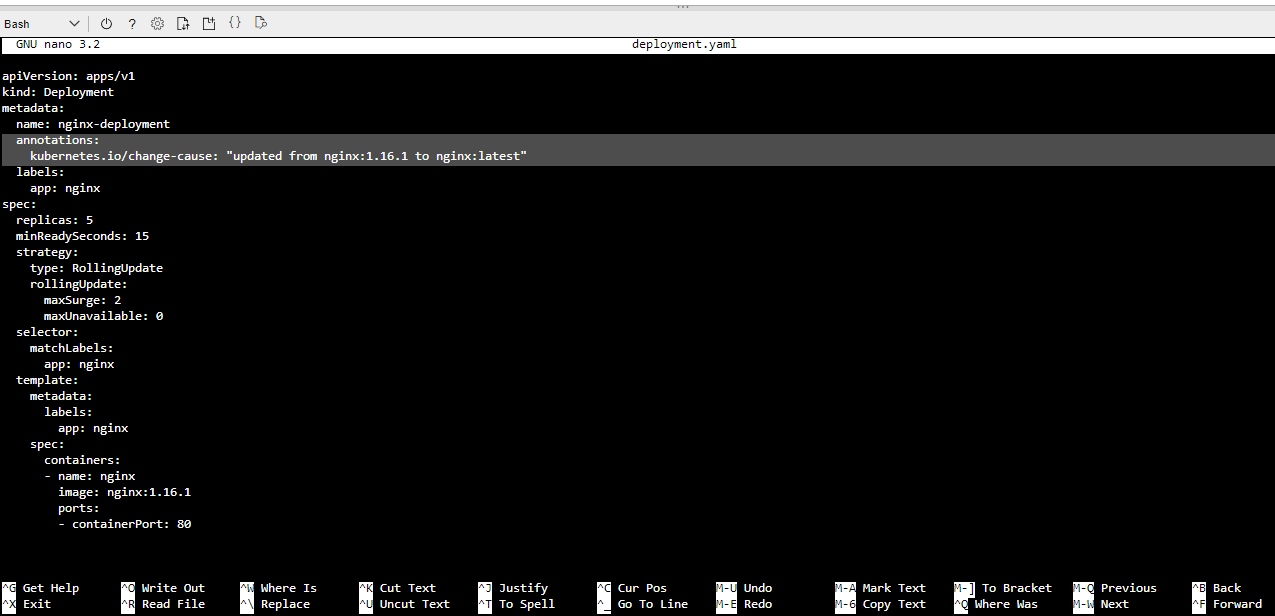 Bash
?
{}
GNU nano 3.2 deployment.yaml
apiVersion: apps/v1
kind: Deployment
metadata:
  name: nginx-deployment
  annotations:
    kubernetes.io/change-cause: "updated from nginx:1.16.1 to nginx:latest"
  labels:
    app: nginx
spec:
  replicas: 5
  minReadySeconds: 15
  strategy:
    type: RollingUpdate
    rollingUpdate:
      maxSurge: 2
      maxUnavailable: 0
  selector:
    matchLabels:
      app: nginx
  template:
    metadata:
      labels:
        app: nginx
    spec:
      containers:
      - name: nginx
        image: nginx:1.16.1
        ports:
        - containerPort: 80
^G Get Help ^O Write Out ^W Where Is ^K Cut Text ^J Justify ^C Cur Pos M-U Undo M-A Mark Text M-] To Bracket M-Q Previous ^B Back
^X Exit ^R Read File ^\ Replace ^U Uncut Text ^T To Spell ^_ Go To Line M-E Redo M-6 Copy Text ^Q Where Was M-W Next ^F Forward